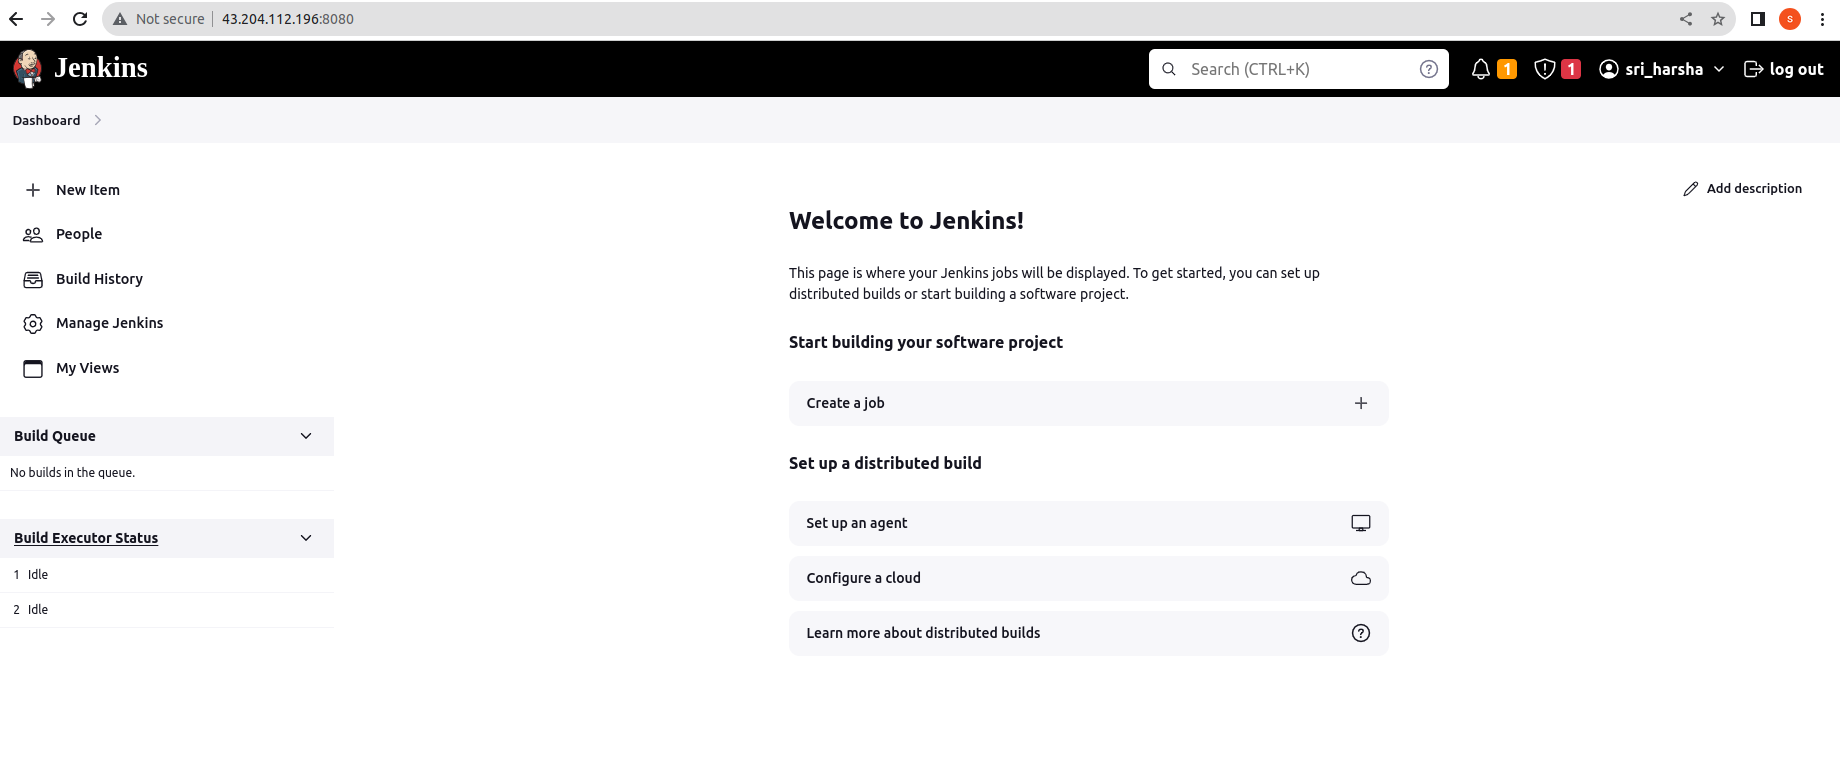 Not secure | 43.204.112.196:8080
S
Jenkins
Search (CTRL+K)
1
1
sri_harsha
log out
Dashboard
New Item
People
Build History
Manage Jenkins
My Views
Build Queue
No builds in the queue.
Build Executor Status
1 Idle
2 Idle
Add description
Welcome to Jenkins!
This page is where your Jenkins jobs will be displayed. To get started, you can set up
distributed builds or start building a software project.
Start building your software project
Create a job
Set up a distributed build
Set up an agent
Configure a cloud
Learn more about distributed builds